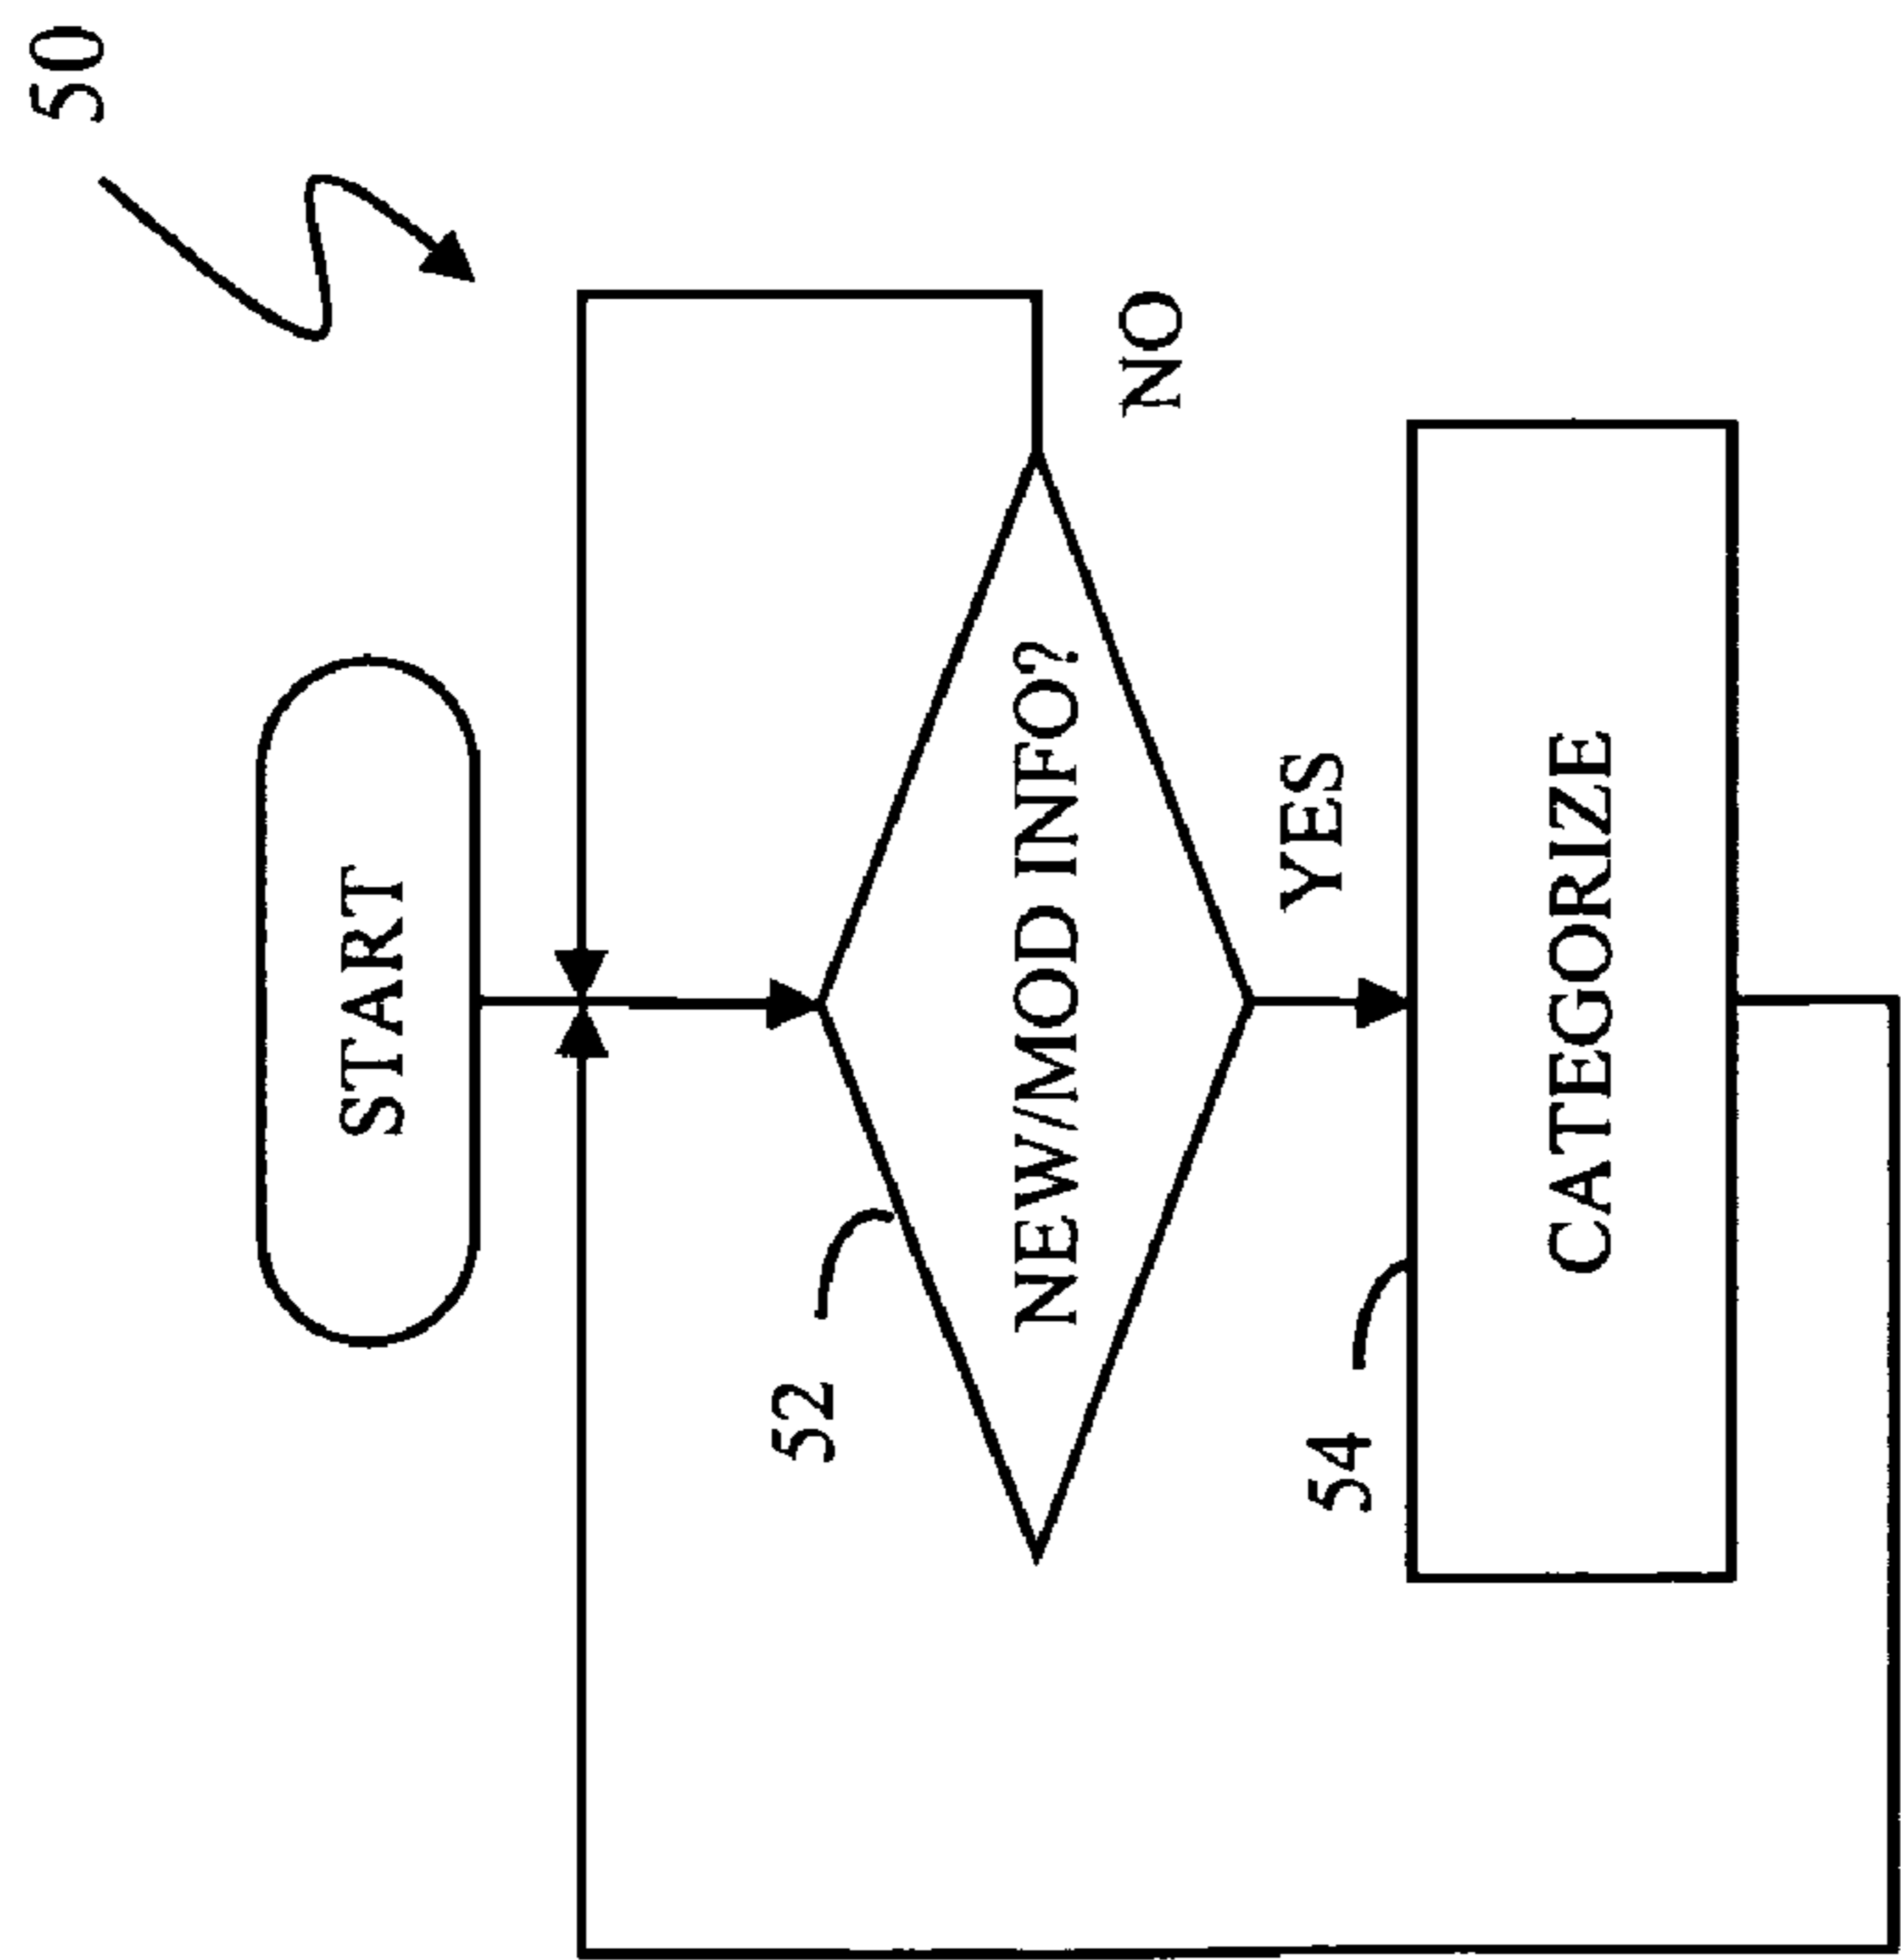 50
START
52
NEW/MOD INFO?
NO
YES
54
CATEGORIZE